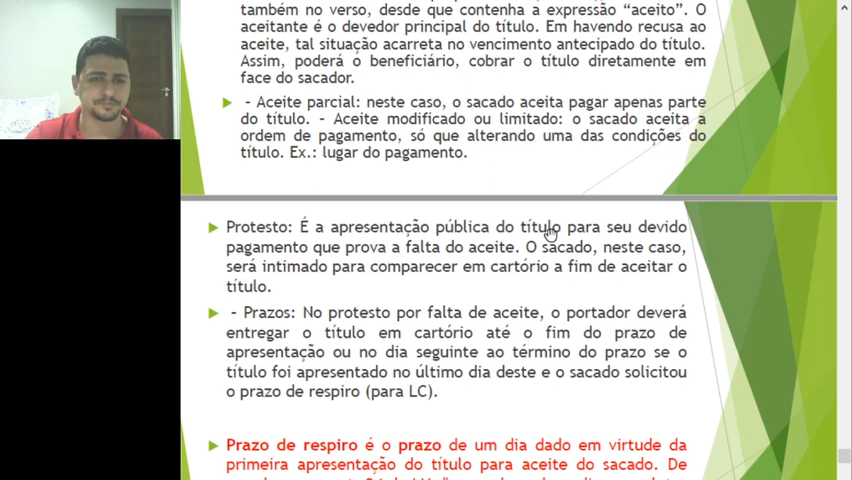 também no verso, desde que contenha a expressão “aceito”. O
aceitante é o devedor principal do título. Em havendo recusa ao
aceite, tal situação acarreta no vencimento antecipado do título.
Assim, poderá o beneficiário, cobrar o título diretamente em
face do sacador.
– Aceite parcial: neste caso, o sacado aceita pagar apenas parte
do título. – Aceite modificado ou limitado: o sacado aceita a
ordem de pagamento, só que alterando uma das condições do
título. Ex.: lugar do pagamento.
Protesto: É a apresentação pública do título para seu devido
pagamento que prova a falta do aceite. O sacado, neste caso,
será intimado para comparecer em cartório a fim de aceitar o
título.
– Prazos: No protesto por falta de aceite, o portador deverá
entregar o título em cartório até o fim do prazo de
apresentação ou no dia seguinte ao término do prazo se o
título foi apresentado no último dia deste e o sacado solicitou
o prazo de respiro (para LC).
Prazo de respiro é o prazo de um dia dado em virtude da
primeira apresentação do título para aceite do sacado. De